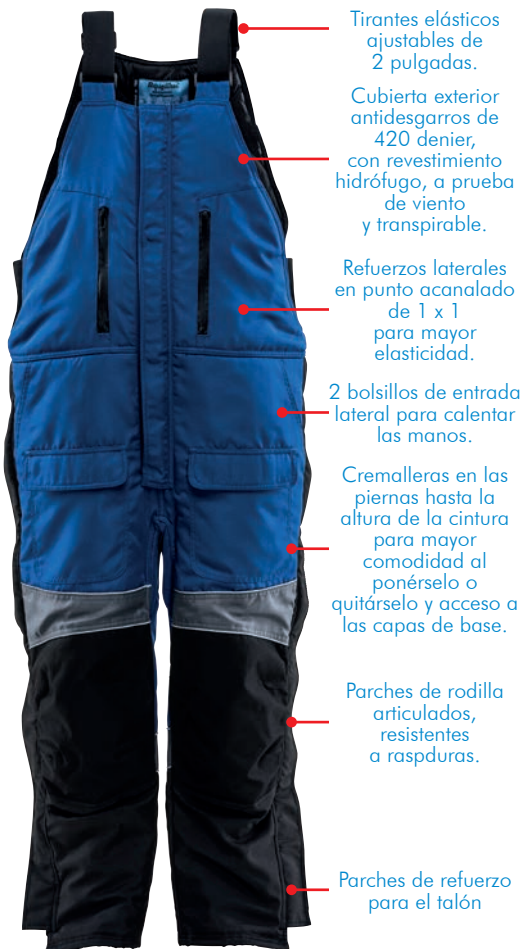 Tirantes elásticos
ajustables de
2 pulgadas.
Cubierta exterior
antidesgarros de
420 denier,
con revestimiento
hidrófugo, a prueba
de viento
y transpirable.
Refuerzos laterales
en punto acanalado
de 1 x 1
para mayor
elasticidad.
2 bolsillos de entrada
lateral para calentar
las manos.
Cremalleras en las
piernas hasta la
altura de la cintura
para mayor
comodidad al
ponérselo o
quitárselo y acceso a
las capas de base.
Parches de rodilla
articulados,
resistentes
a raspduras.
Parches de refuerzo
para el talón